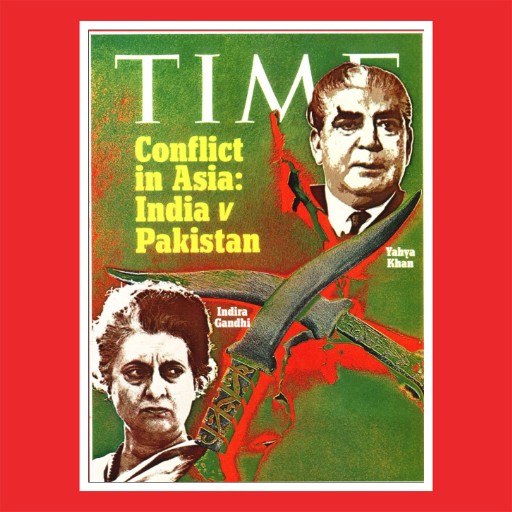 TIME
Conflict
in Asia:
India v
Pakistan
Yahya
Khan
Indira
Gandhi